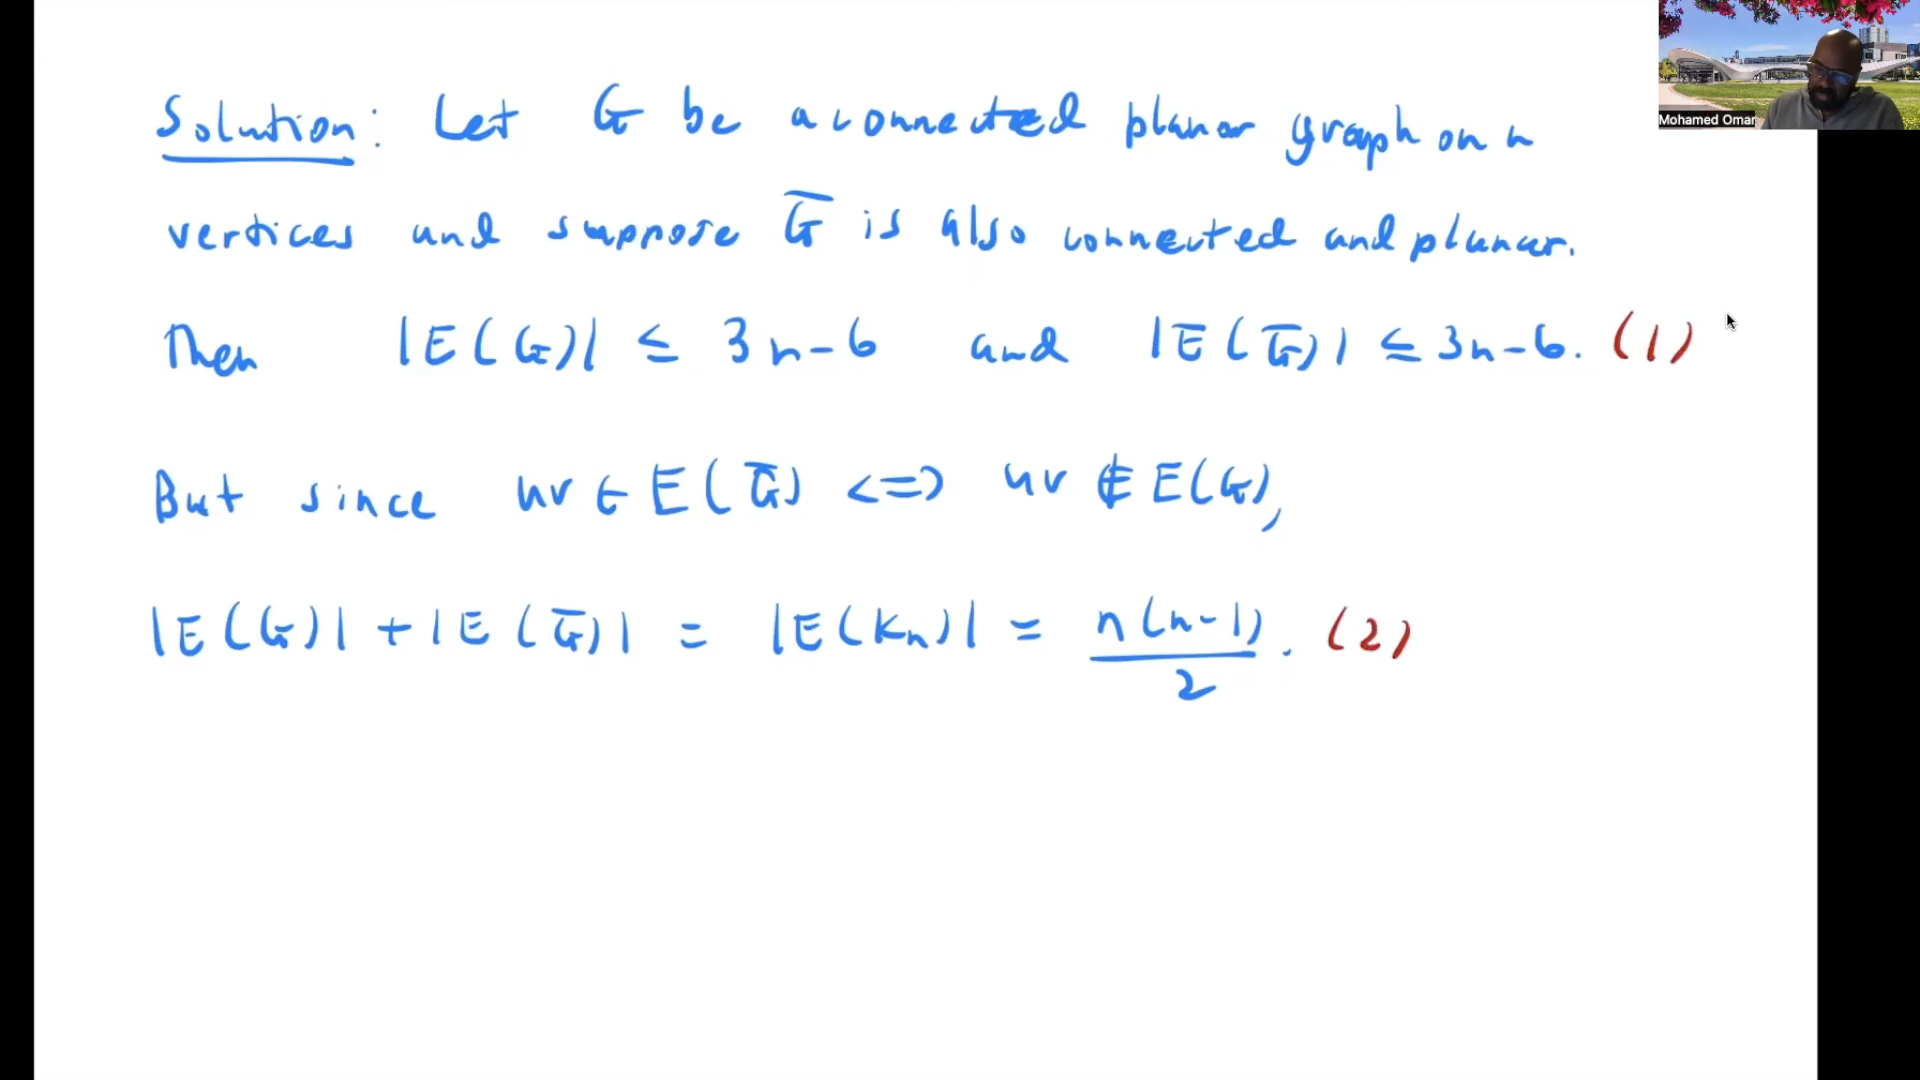 Solution: Let G be a connected planar graph on n
vertices and suppose G̅ is also connected and planar.
Then |E(G)| ≤ 3n-6 and |E(G̅)| ≤ 3n-6. (1)
But since uv ∈ E(G̅) <=> uv ∉ E(G),
|E(G)| + |E(G̅)| = |E(Kn)| = n(n-1)/2. (2)
Mohamed Omar